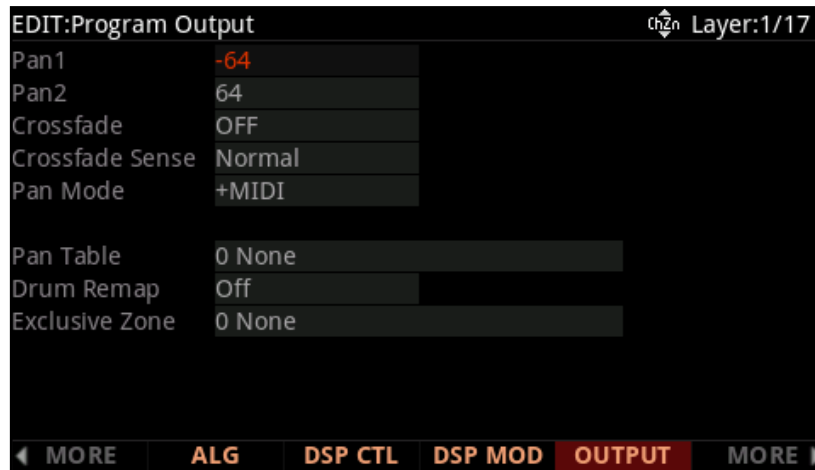 EDIT:Program Output ChZn Layer:1/17
Pan1 -64
Pan2 64
Crossfade OFF
Crossfade Sense Normal
Pan Mode +MIDI
Pan Table 0 None
Drum Remap Off
Exclusive Zone 0 None
MORE ALG DSP CTL DSP MOD OUTPUT MORE